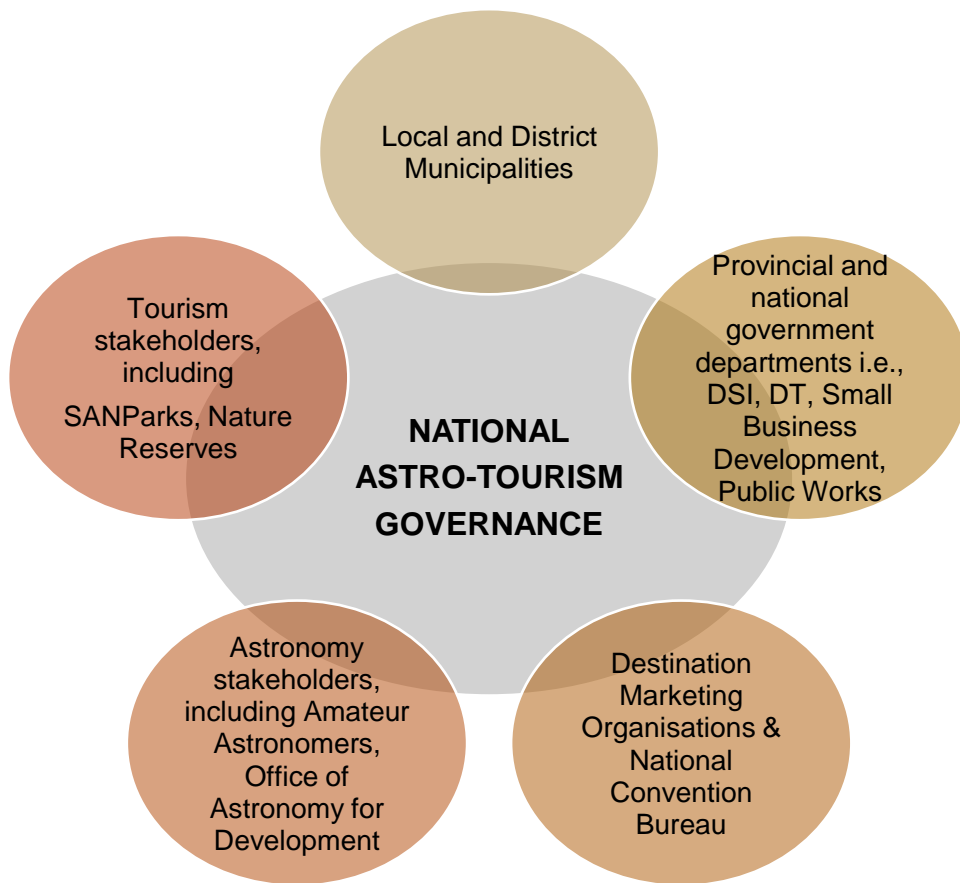 Local and District
Municipalities
Tourism
stakeholders,
including
SANParks, Nature
Reserves
Provincial and
national
government
departments i.e.,
DSI, DT, Small
Business
Development,
Public Works
NATIONAL
ASTRO-TOURISM
GOVERNANCE
Astronomy
stakeholders,
including Amateur
Astronomers,
Office of
Astronomy for
Development
Destination
Marketing
Organisations &
National
Convention
Bureau